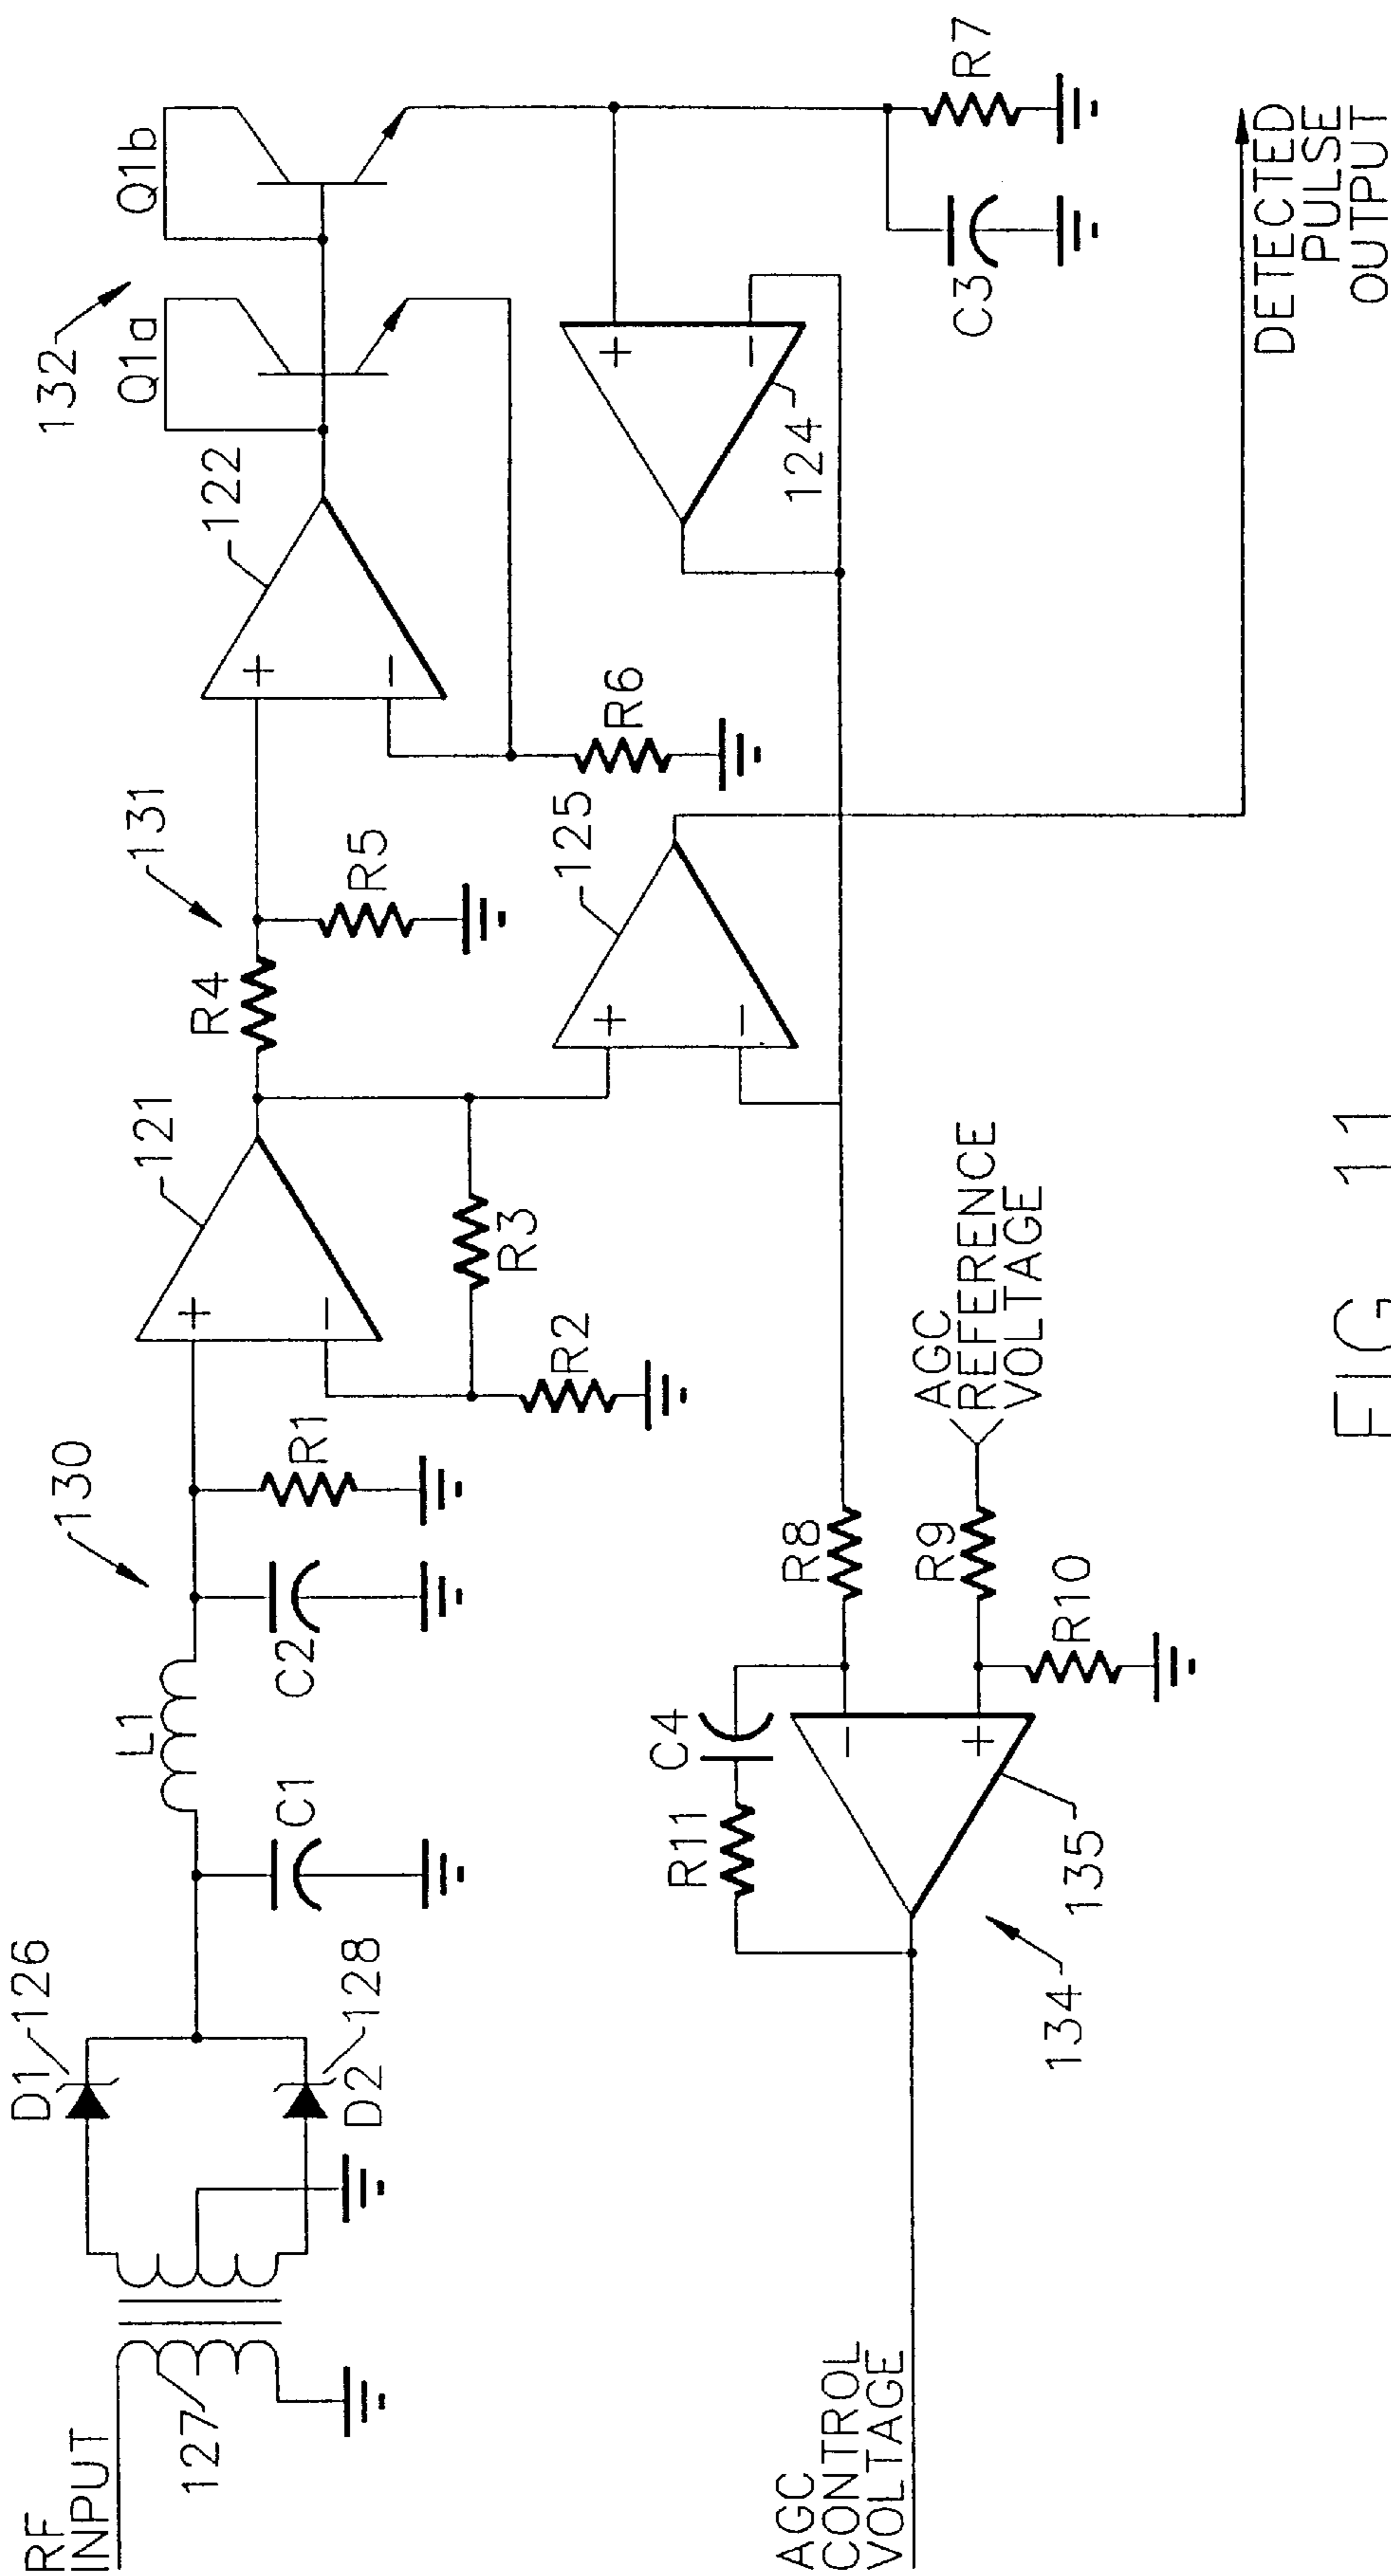 RF
INPUT
127
D1
126
D2
128
C1
L1
130
C2
R1
121
R2
R3
R4
131
R5
122
R6
132
Q1a
Q1b
+
−
+
−
+
−
125
+
−
124
+
−
C3
R7
DETECTED
PULSE
OUTPUT
AGC
CONTROL
VOLTAGE
R11
C4
−
+
134
135
R8
R9
R10
AGC
REFERENCE
VOLTAGE
FIG 11